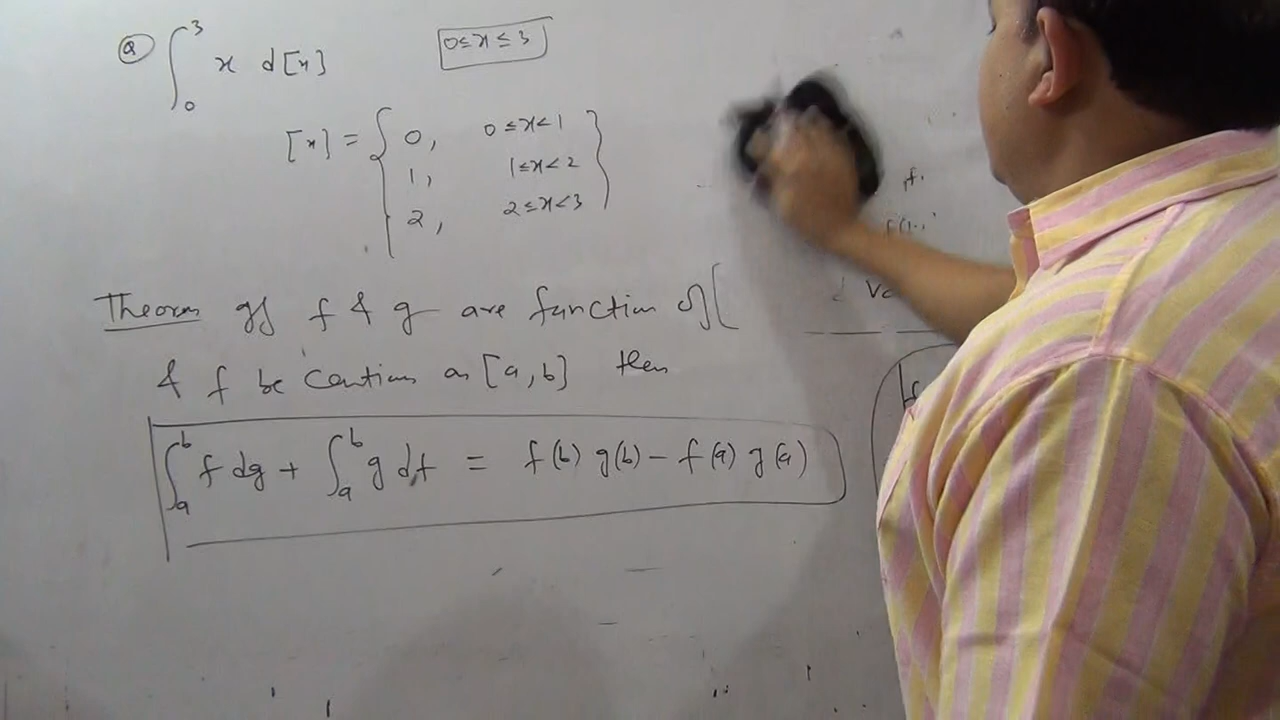 Q ∫₀³ x d[x] 0≤x≤3
[x] = { 0, 0≤x<1
1, 1≤x<2
2, 2≤x<3 }
Theorem If f & g are function of [
d Va
& f be Continus on [a,b] then
∫ₐᵇ f dg + ∫ₐᵇ g df = f(b) g(b) – f(a) g(a)